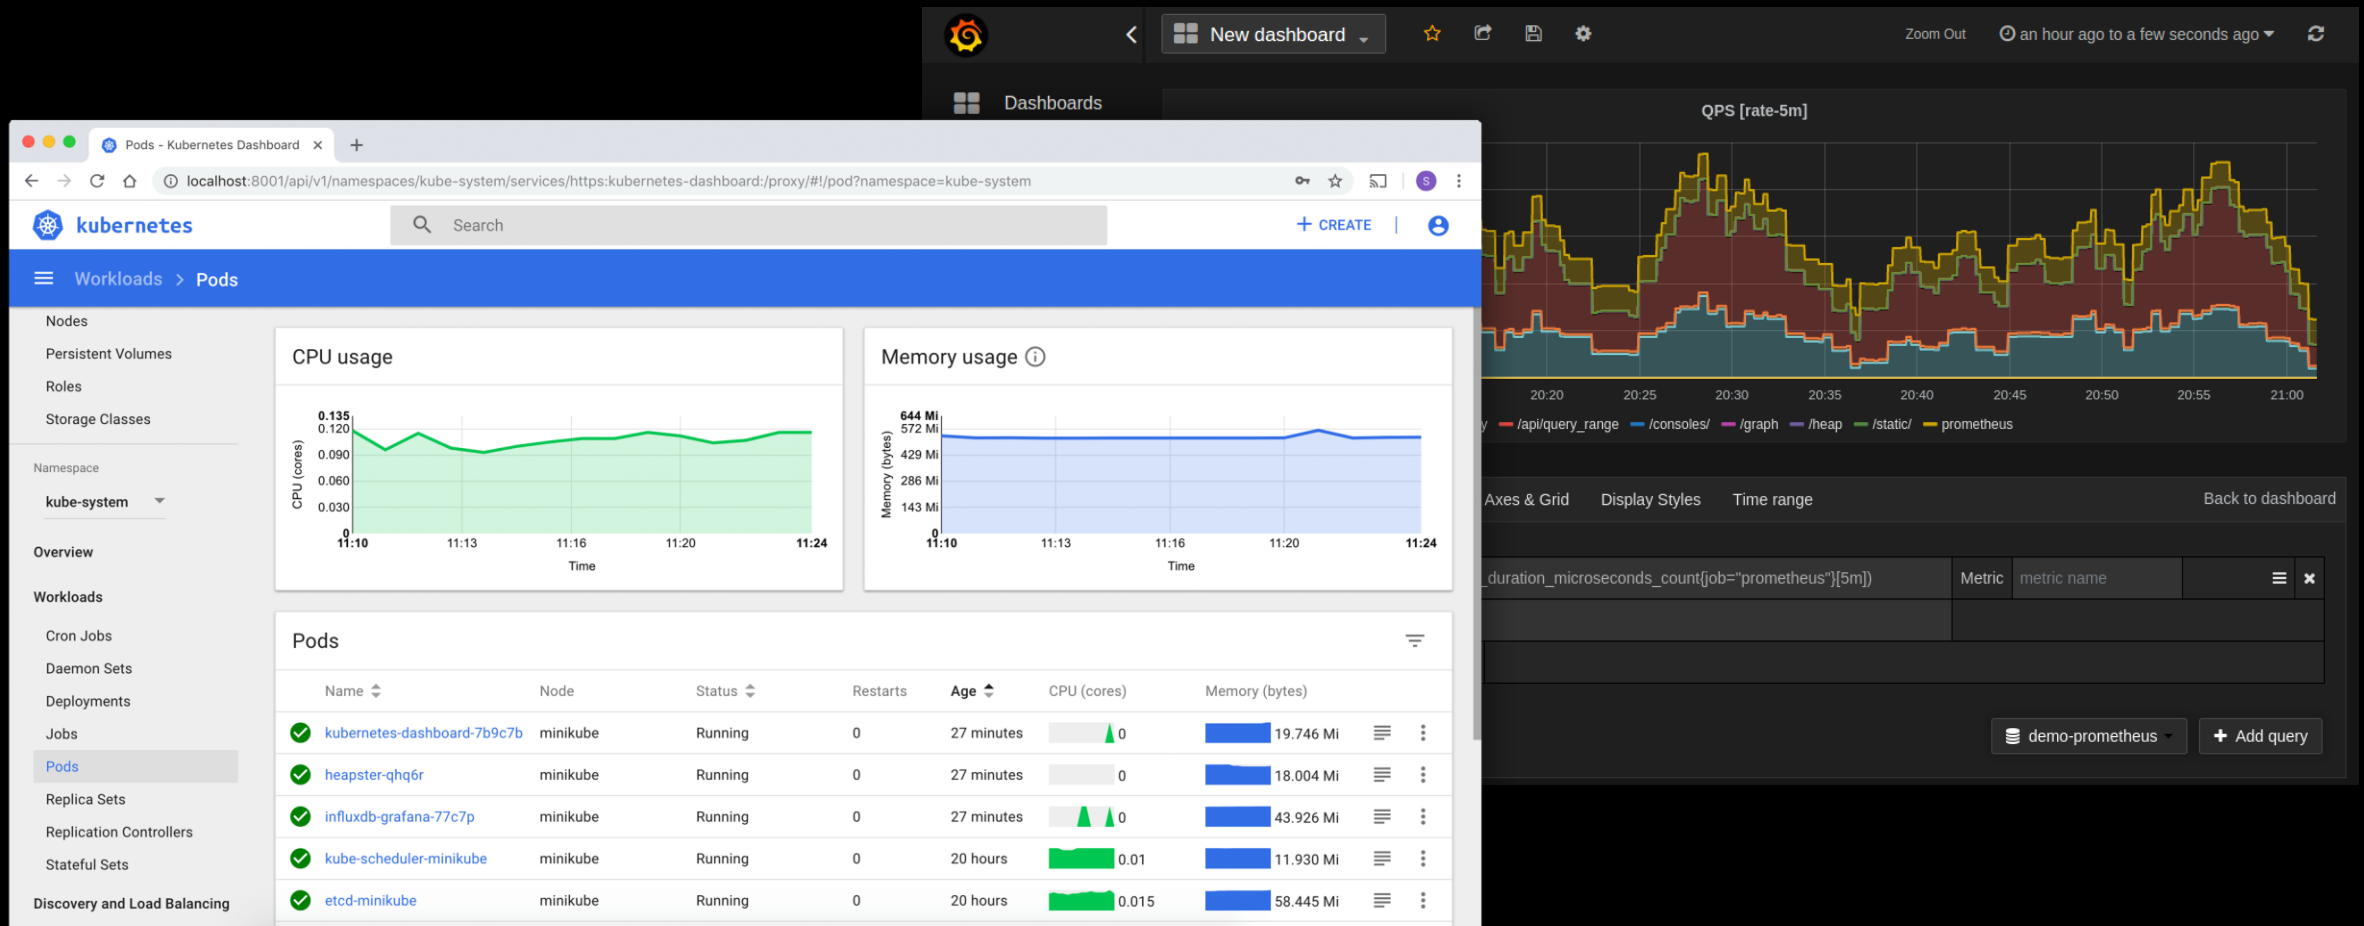 New dashboard
Zoom Out
an hour ago to a few seconds ago
Dashboards
QPS [rate-5m]
20:20 20:25 20:30 20:35 20:40 20:45 20:50 20:55 21:00
y /api/query_range /consoles/ /graph /heap /static/ prometheus
Axes & Grid Display Styles Time range Back to dashboard
_duration_microseconds_count{job="prometheus"}[5m]) Metric metric name
demo-prometheus Add query
Pods - Kubernetes Dashboard
localhost:8001/api/v1/namespaces/kube-system/services/https:kubernetes-dashboard:/proxy/#!/pod?namespace=kube-system
S
kubernetes
Search
CREATE
Workloads > Pods
Nodes
Persistent Volumes
Roles
Storage Classes
Namespace
kube-system
Overview
Workloads
Cron Jobs
Daemon Sets
Deployments
Jobs
Pods
Replica Sets
Replication Controllers
Stateful Sets
Discovery and Load Balancing
CPU usage
CPU (cores)
0.135
0.120
0.090
0.060
0.030
0
11:10 11:13 11:16 11:20 11:24
Time
Memory usage
Memory (bytes)
644 Mi
572 Mi
429 Mi
286 Mi
143 Mi
0
11:10 11:13 11:16 11:20 11:24
Time
Pods
Name Node Status Restarts Age CPU (cores) Memory (bytes)
kubernetes-dashboard-7b9c7b minikube Running 0 27 minutes 0 19.746 Mi
heapster-qhq6r minikube Running 0 27 minutes 0 18.004 Mi
influxdb-grafana-77c7p minikube Running 0 27 minutes 0 43.926 Mi
kube-scheduler-minikube minikube Running 0 20 hours 0.01 11.930 Mi
etcd-minikube minikube Running 0 20 hours 0.015 58.445 Mi